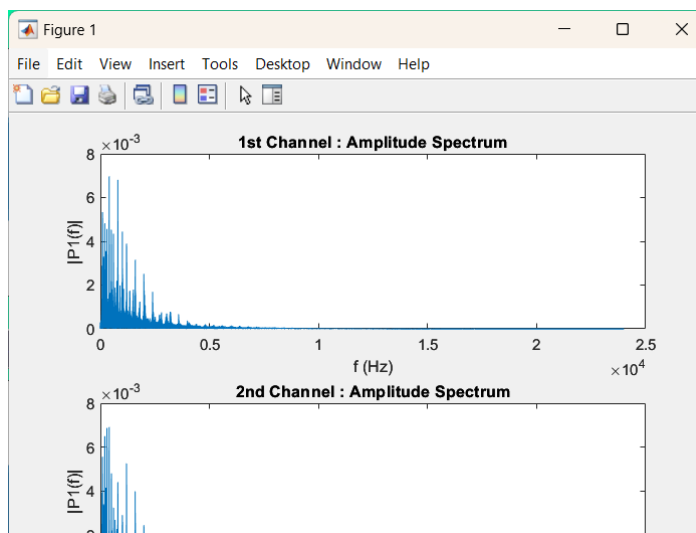 Figure 1
File Edit View Insert Tools Desktop Window Help
1st Channel : Amplitude Spectrum
×10-3
8
6
4
2
0
|P1(f)|
0 0.5 1 1.5 2 2.5
f (Hz)
×104
2nd Channel : Amplitude Spectrum
×10-3
8
6
4
|P1(f)|